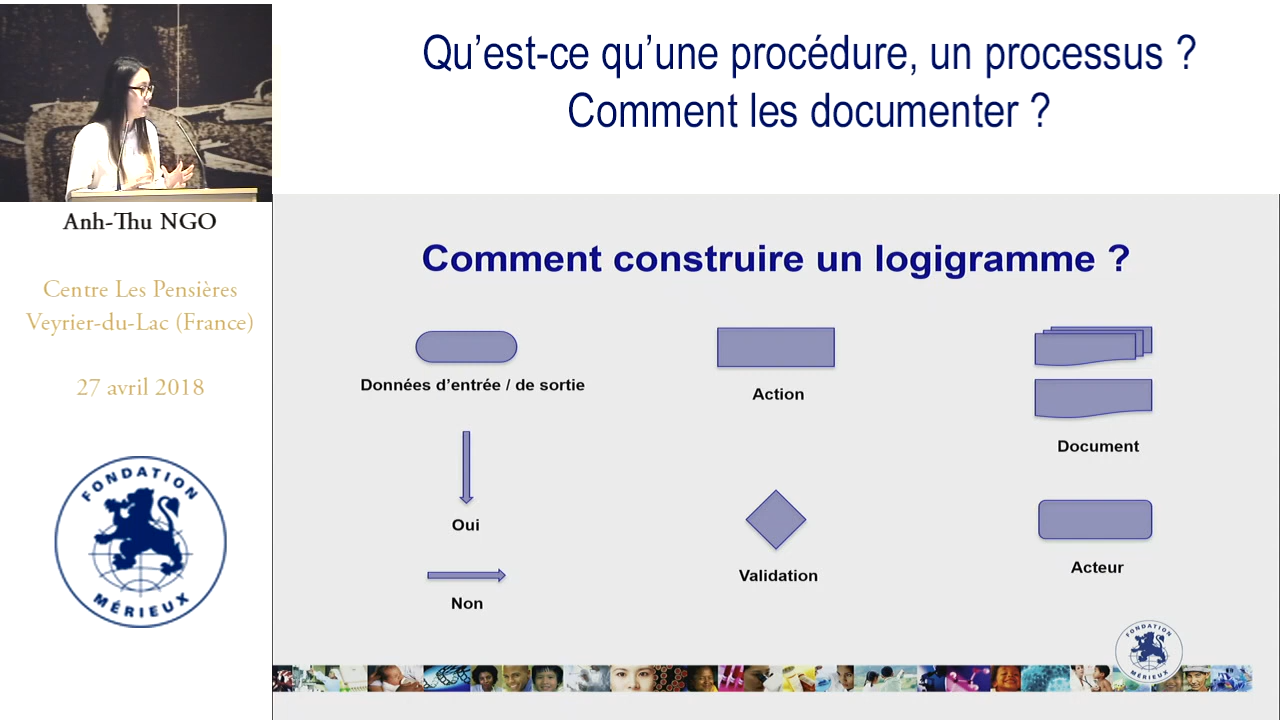 Qu'est-ce qu'une procédure, un processus ?
Comment les documenter ?
Anh-Thu NGO
Centre Les Pensières
Veyrier-du-Lac (France)
27 avril 2018
FONDATION
MÉRIEUX
Comment construire un logigramme ?
Données d'entrée / de sortie
Action
Document
Oui
Validation
Acteur
Non
FONDATION
MÉRIEUX